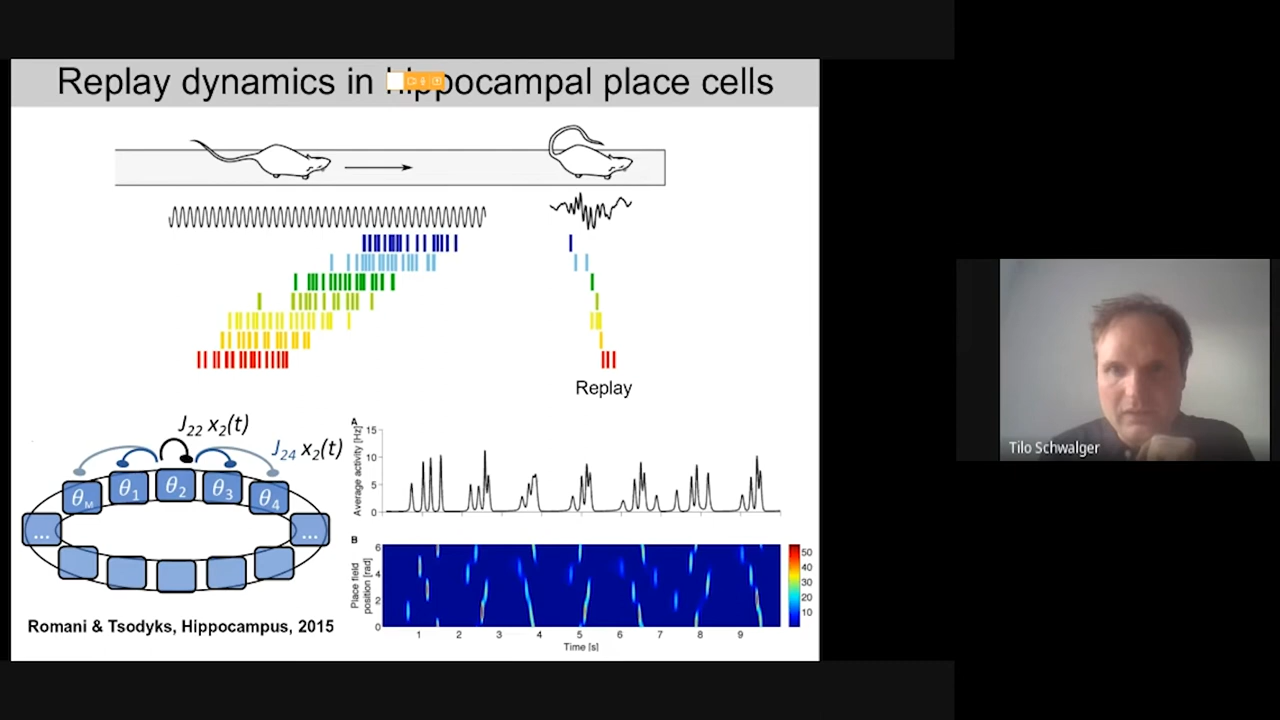 Replay dynamics in hippocampal place cells
Replay
J22 x2(t)
J24 x2(t)
θM
θ1
θ2
θ3
θ4
...
...
Romani & Tsodyks, Hippocampus, 2015
A
Average activity [Hz]
15
10
5
0
B
Place field
position [rad]
6
4
2
0
1 2 3 4 5 6 7 8 9
Time [s]
50
40
30
20
10
Tilo Schwalger